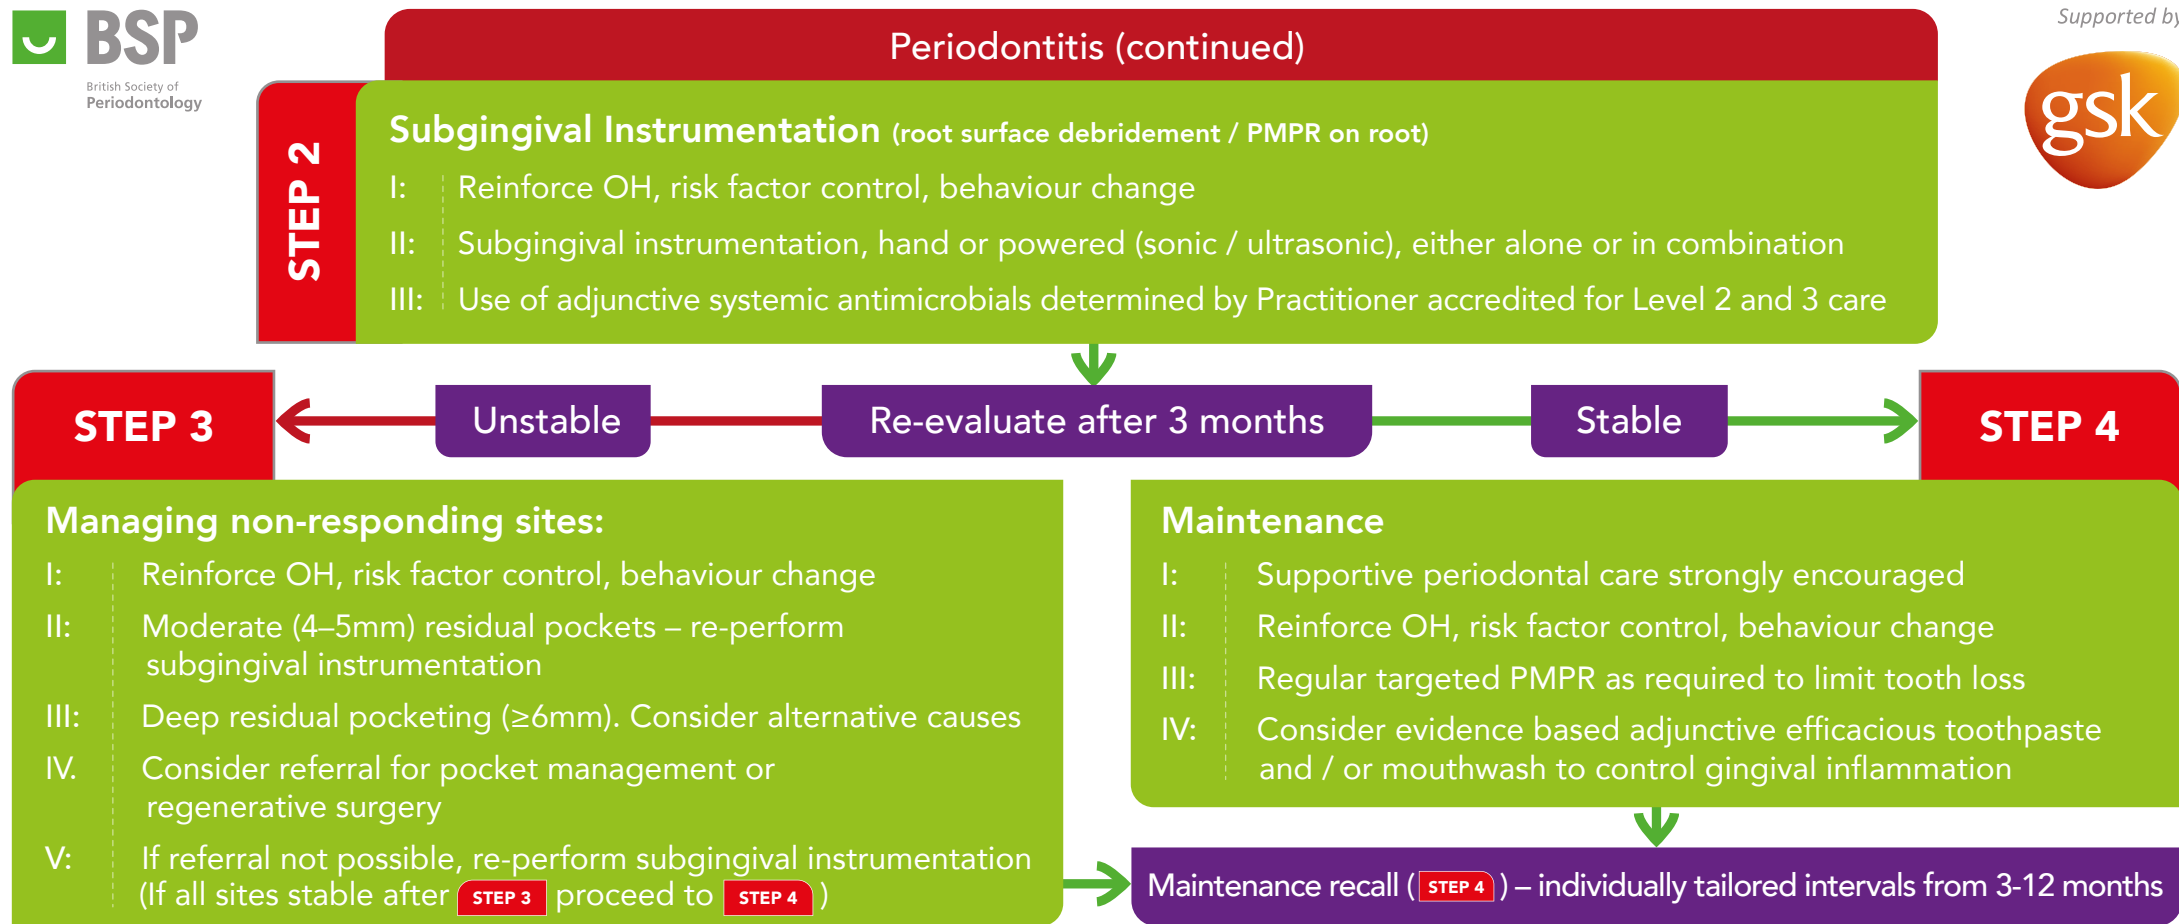 BSP
British Society of
Periodontology
Supported by
gsk
Periodontitis (continued)
STEP 2
Subgingival Instrumentation (root surface debridement / PMPR on root)
I: Reinforce OH, risk factor control, behaviour change
II: Subgingival instrumentation, hand or powered (sonic / ultrasonic), either alone or in combination
III: Use of adjunctive systemic antimicrobials determined by Practitioner accredited for Level 2 and 3 care
STEP 3
Unstable
Re-evaluate after 3 months
Stable
STEP 4
Managing non-responding sites:
I: Reinforce OH, risk factor control, behaviour change
II: Moderate (4–5mm) residual pockets – re-perform
subgingival instrumentation
III: Deep residual pocketing (≥6mm). Consider alternative causes
IV. Consider referral for pocket management or
regenerative surgery
V: If referral not possible, re-perform subgingival instrumentation
(If all sites stable after STEP 3 proceed to STEP 4 )
Maintenance
I: Supportive periodontal care strongly encouraged
II: Reinforce OH, risk factor control, behaviour change
III: Regular targeted PMPR as required to limit tooth loss
IV: Consider evidence based adjunctive efficacious toothpaste
and / or mouthwash to control gingival inflammation
Maintenance recall ( STEP 4 ) – individually tailored intervals from 3-12 months